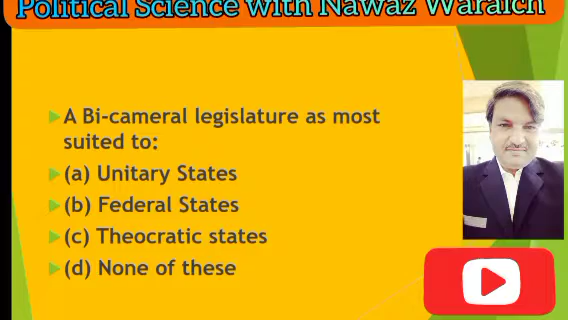 Political Science with Nawaz Waraich
A Bi-cameral legislature as most
suited to:
(a) Unitary States
(b) Federal States
(c) Theocratic states
(d) None of these